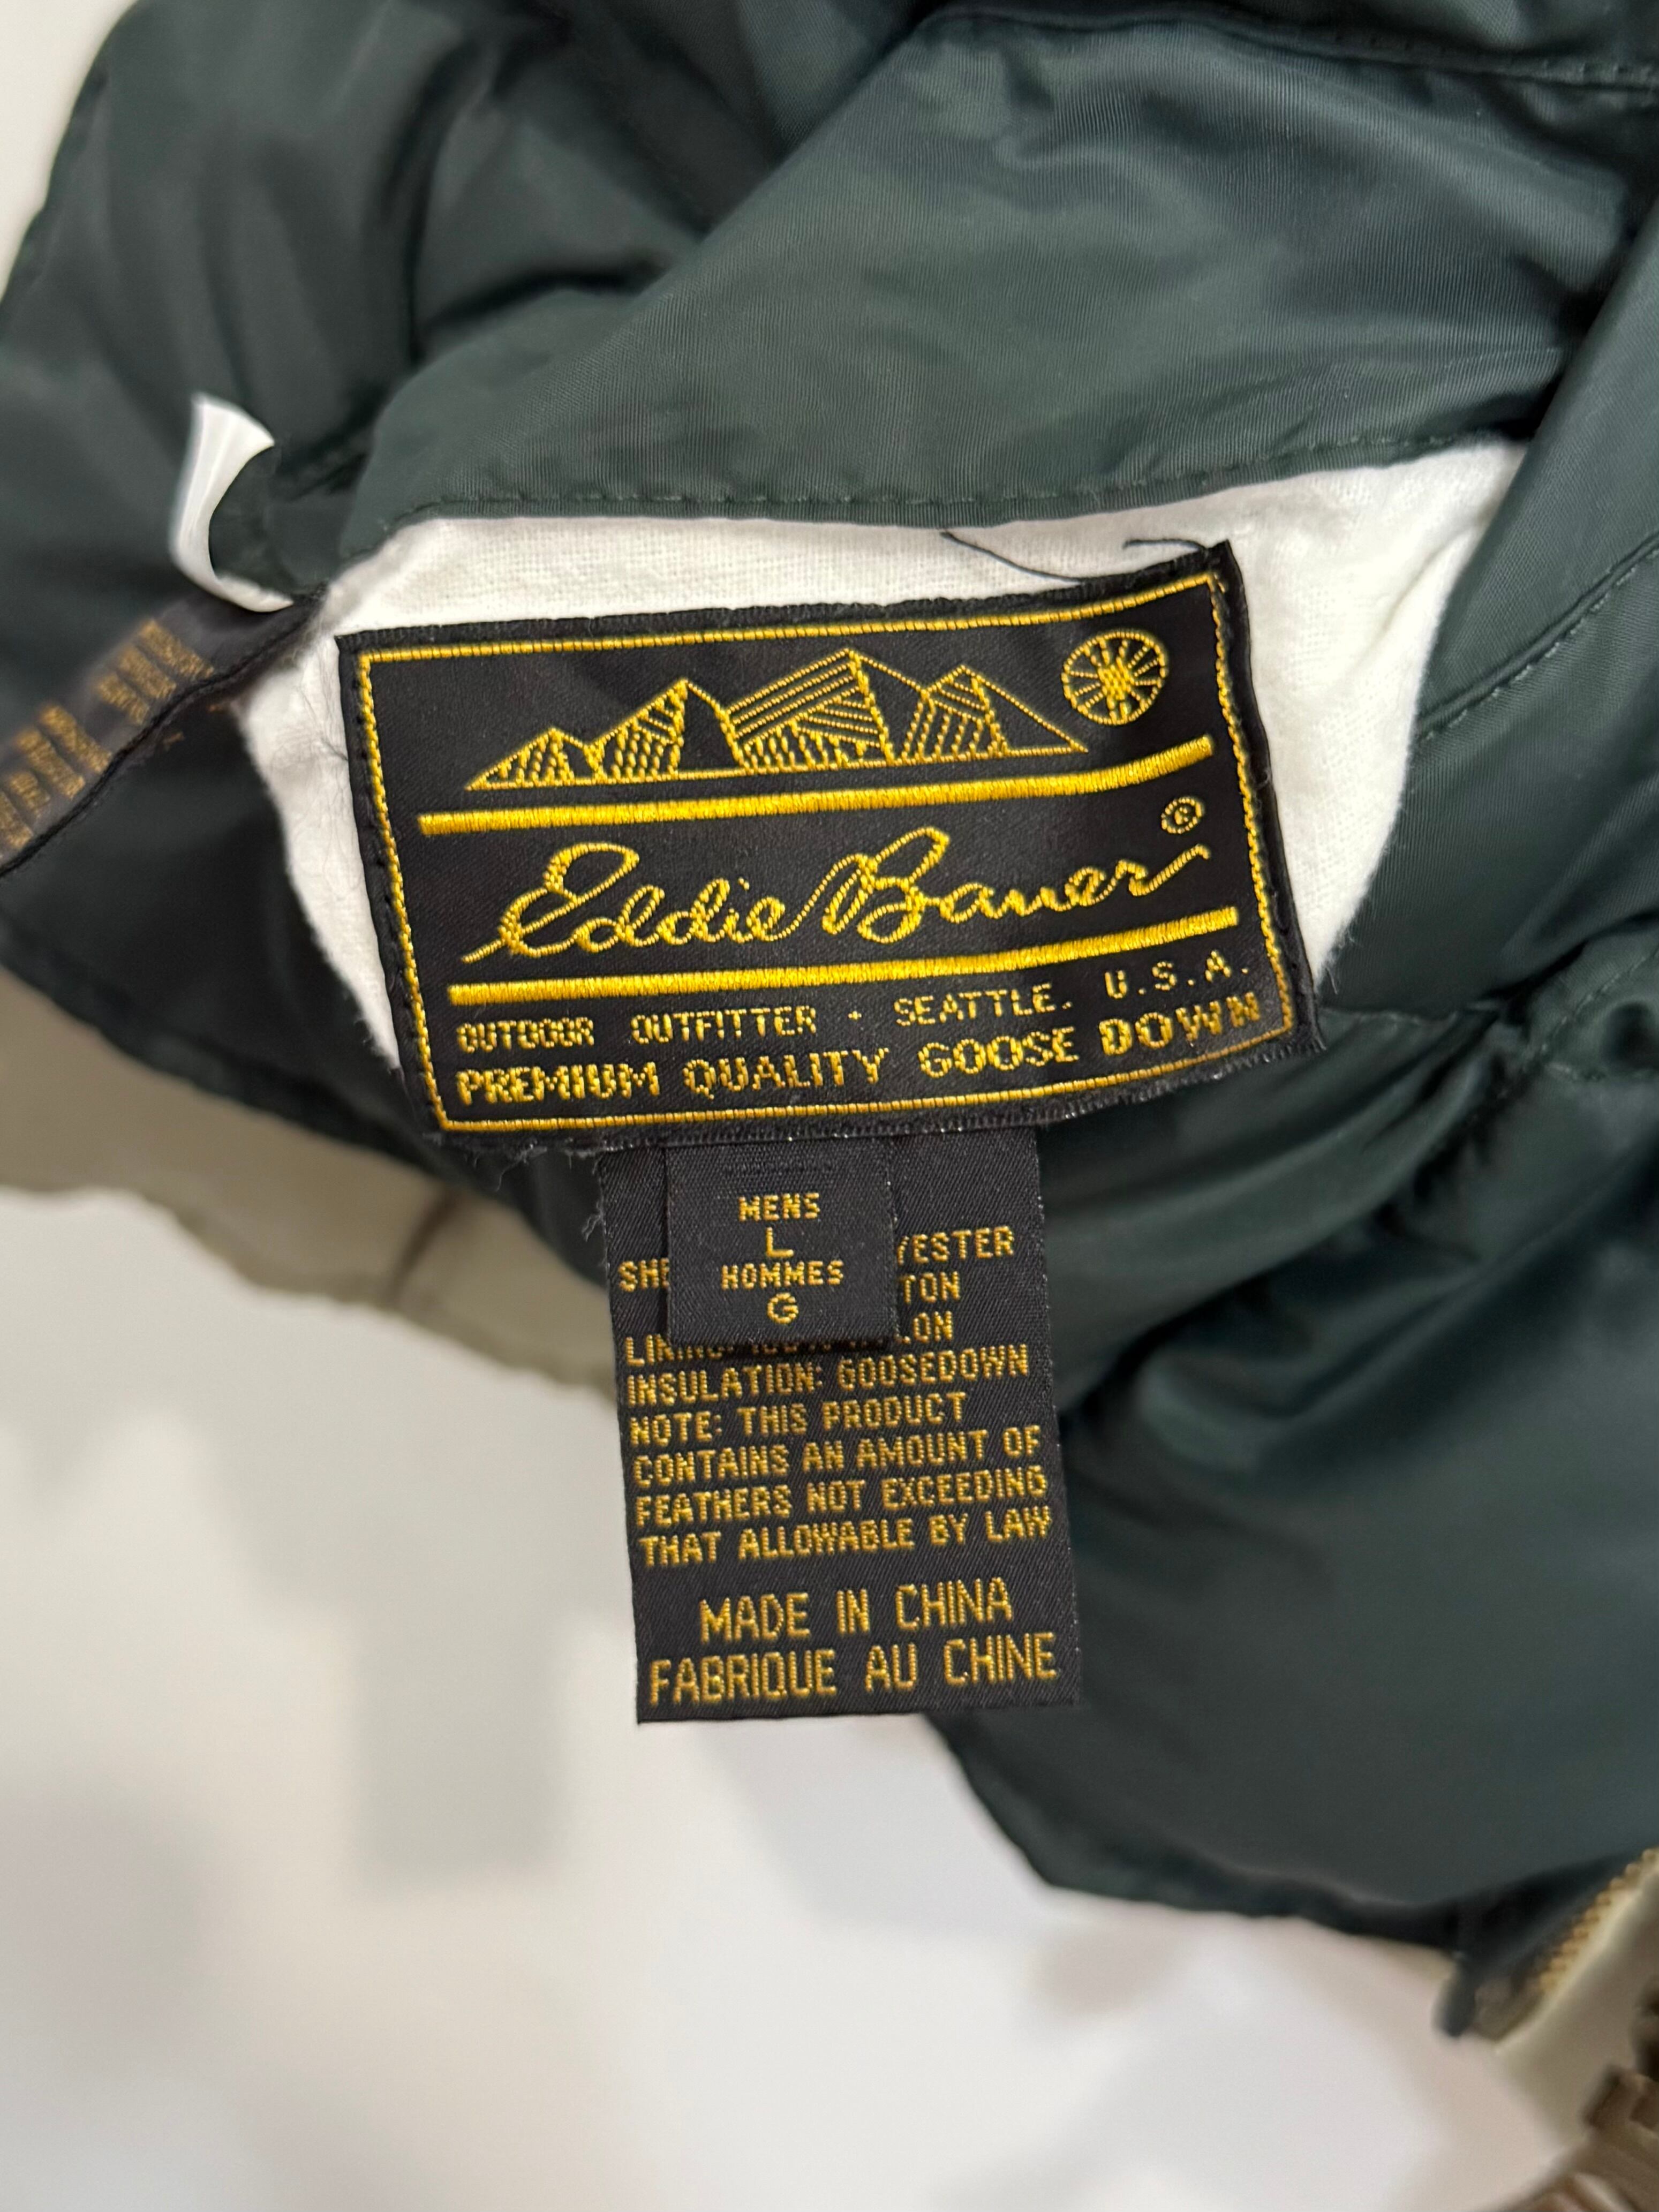 ©
Eddie Bauer
OUTDOOR OUTFITTER - SEATTLE, U.S.A.
PREMIUM QUALITY GOOSE DOWN
MENS
L
HOMMES
G
INSULATION: GOOSEDOWN
NOTE: THIS PRODUCT
CONTAINS AN AMOUNT OF
FEATHERS NOT EXCEEDING
THAT ALLOWABLE BY LAW
MADE IN CHINA
FABRIQUE AU CHINE